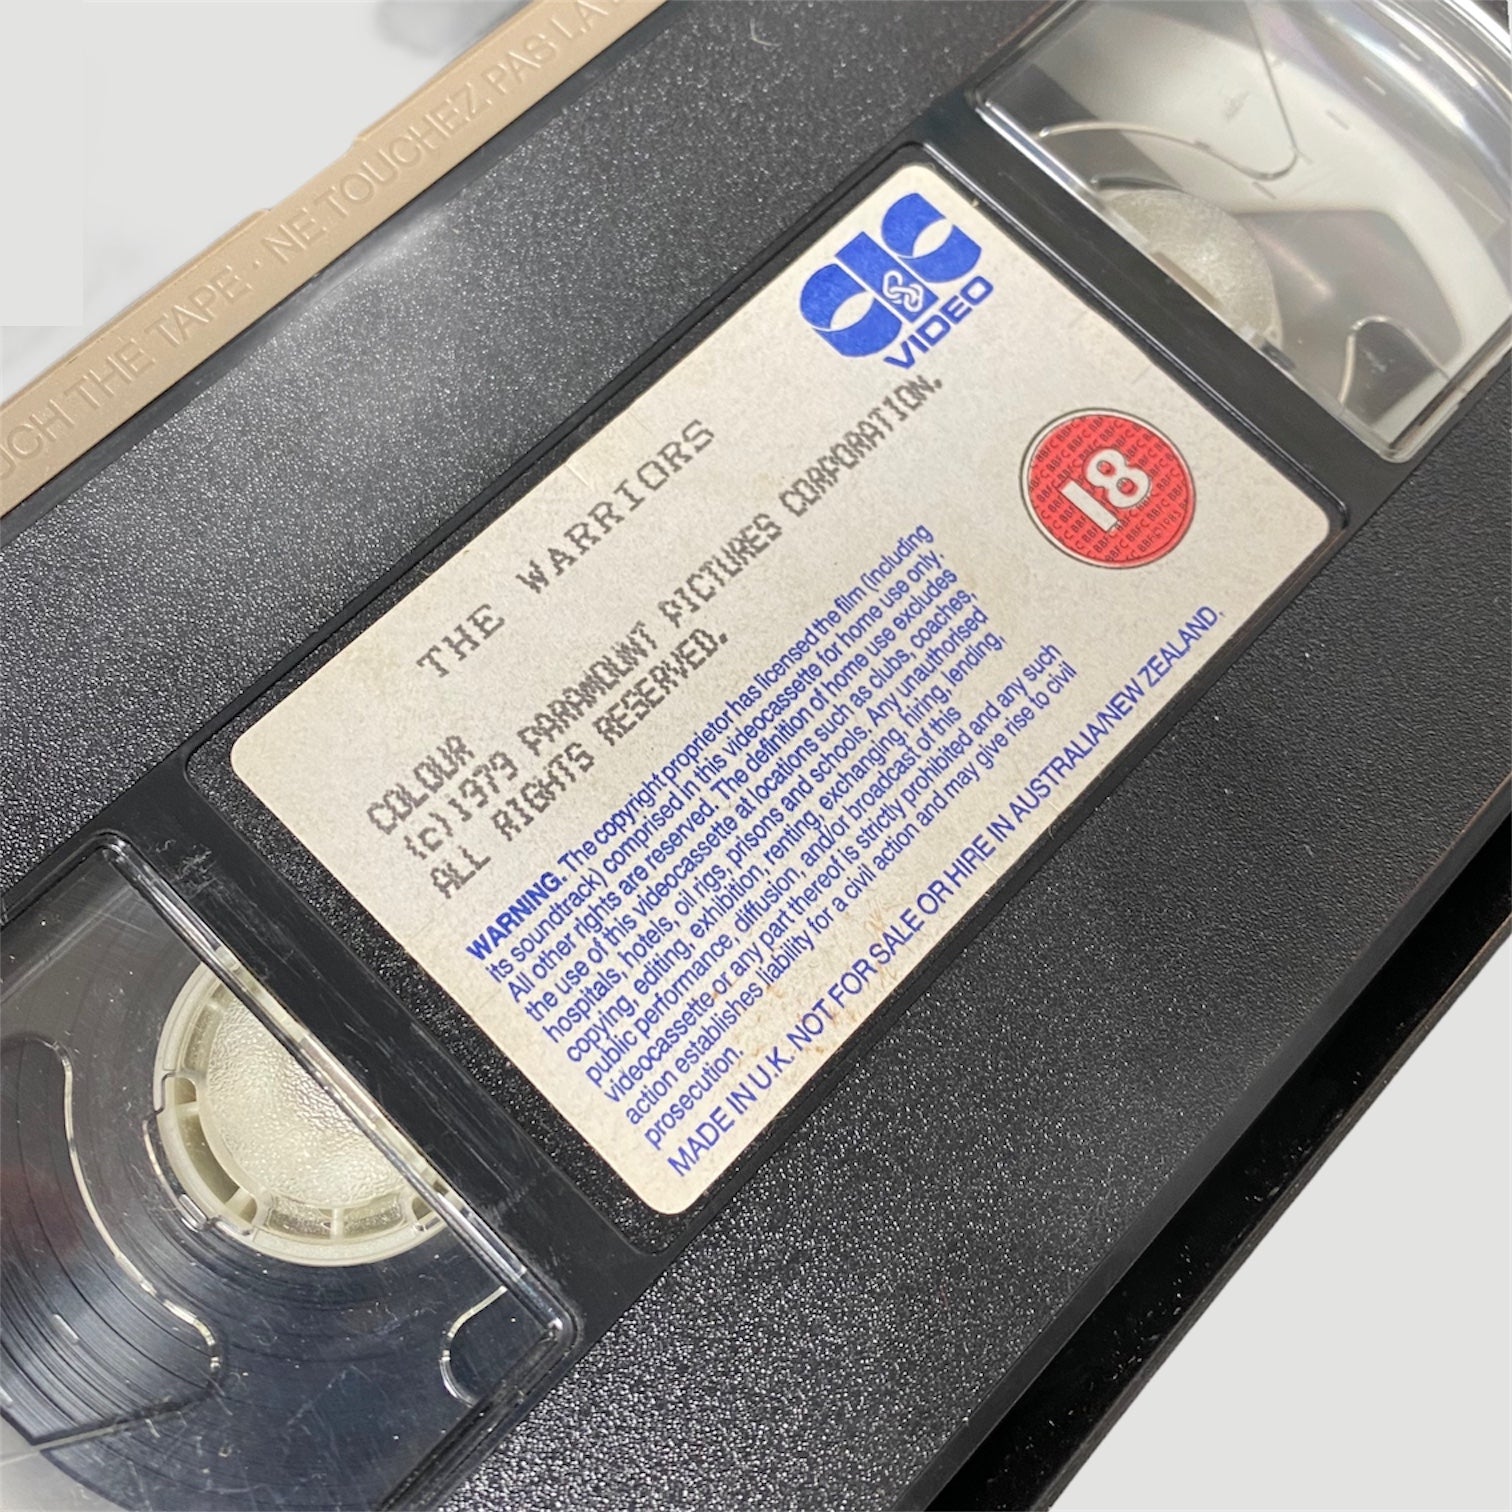 UCH THE TAPE · NE TOUCHEZ PAS LA
CIC
VIDEO
THE WARRIORS
COLOUR
(C)1979 PARAMOUNT PICTURES CORPORATION.
ALL RIGHTS RESERVED.
18
WARNING. The copyright proprietor has licensed the film (including
its soundtrack) comprised in this videocassette for home use only.
All other rights are reserved. The definition of home use excludes
the use of this videocassette at locations such as clubs, coaches,
hospitals, hotels, oil rigs, prisons and schools. Any unauthorised
copying, editing, exhibition, renting, exchanging, hiring, lending,
public performance, diffusion, and/or broadcast of this
videocassette or any part thereof is strictly prohibited and any such
action establishes liability for a civil action and may give rise to civil
prosecution.
MADE IN U.K. NOT FOR SALE OR HIRE IN AUSTRALIA/NEW ZEALAND.